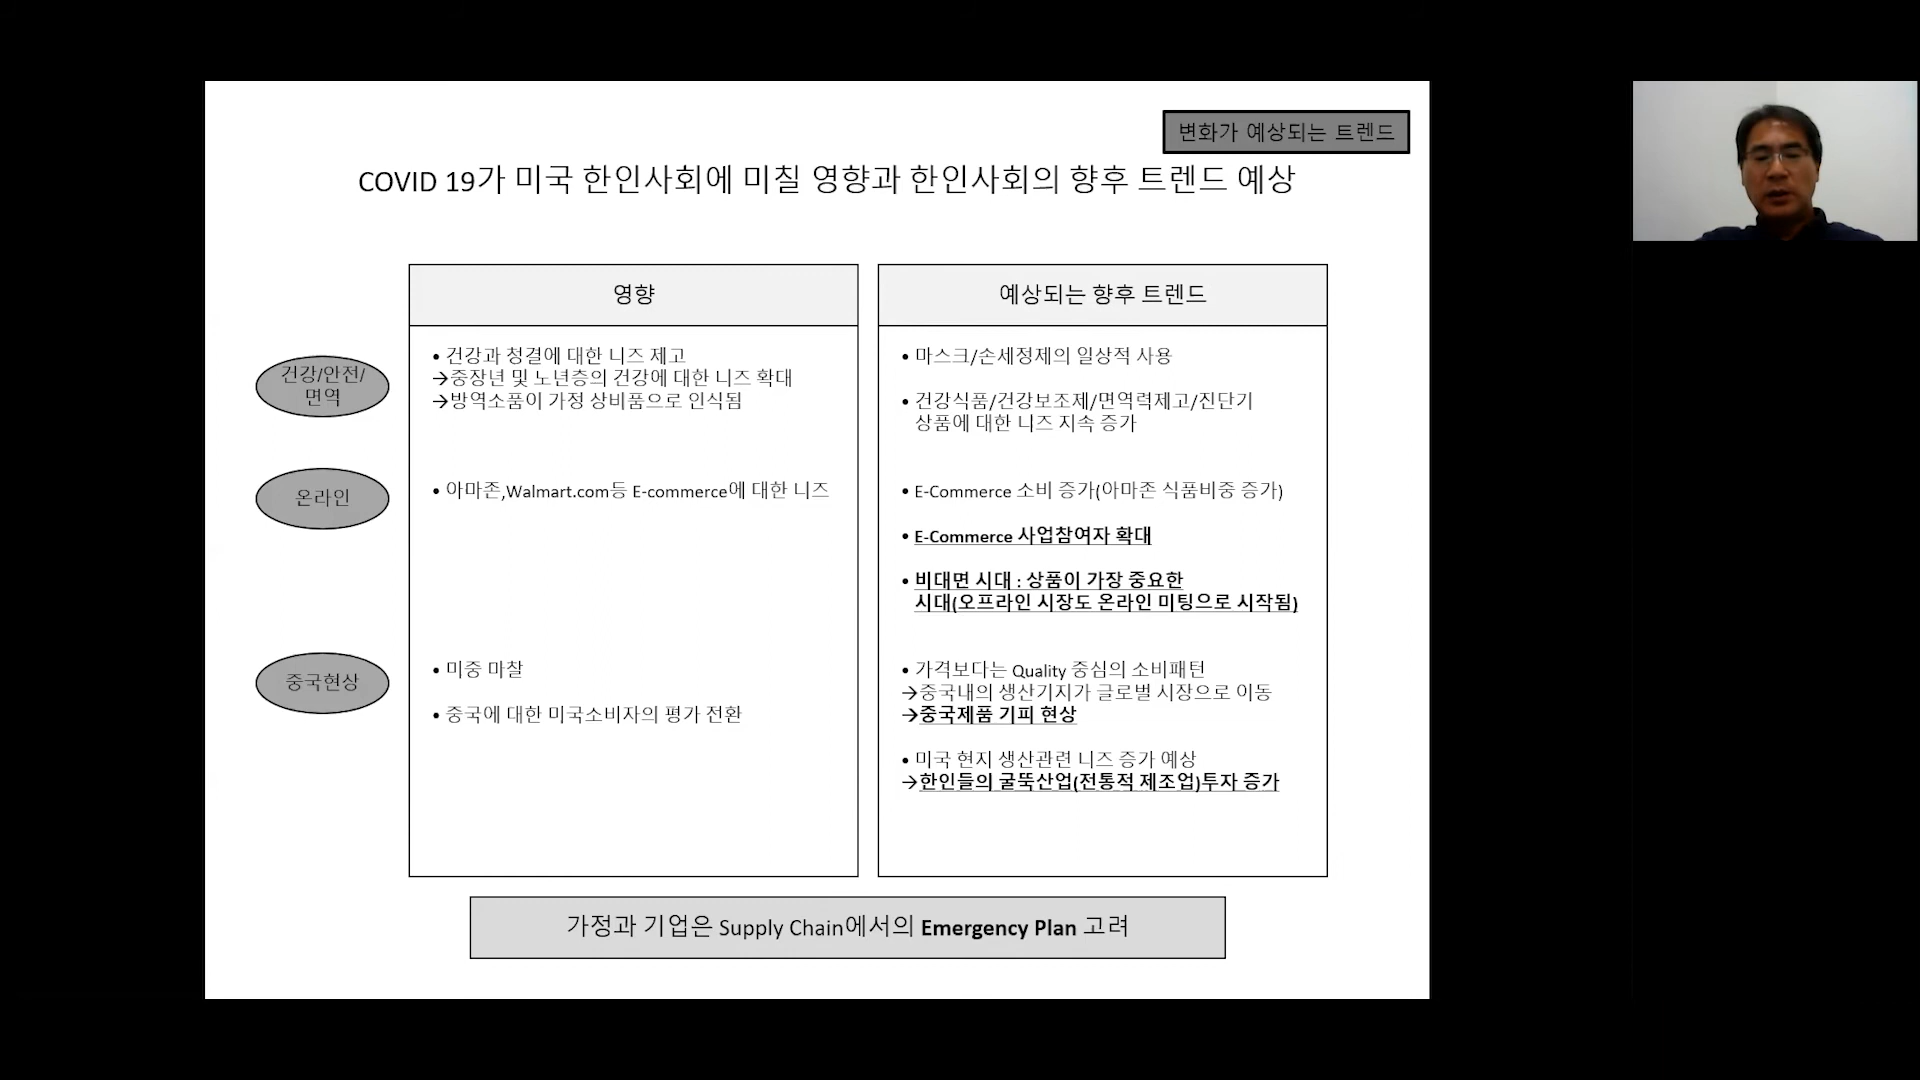 변화가 예상되는 트렌드
COVID 19가 미국 한인사회에 미칠 영향과 한인사회의 향후 트렌드 예상
영향
예상되는 향후 트렌드
건강/안전/
면역
• 건강과 청결에 대한 니즈 제고
→중장년 및 노년층의 건강에 대한 니즈 확대
→방역소품이 가정 상비품으로 인식됨
• 마스크/손세정제의 일상적 사용
• 건강식품/건강보조제/면역력제고/진단기
상품에 대한 니즈 지속 증가
온라인
• 아마존,Walmart.com등 E-commerce에 대한 니즈
• E-Commerce 소비 증가(아마존 식품비중 증가)
• E-Commerce 사업참여자 확대
• 비대면 시대 : 상품이 가장 중요한
시대(오프라인 시장도 온라인 미팅으로 시작됨)
중국현상
• 미중 마찰
• 중국에 대한 미국소비자의 평가 전환
• 가격보다는 Quality 중심의 소비패턴
→중국내의 생산기지가 글로벌 시장으로 이동
→중국제품 기피 현상
• 미국 현지 생산관련 니즈 증가 예상
→한인들의 굴뚝산업(전통적 제조업)투자 증가
가정과 기업은 Supply Chain에서의 Emergency Plan 고려